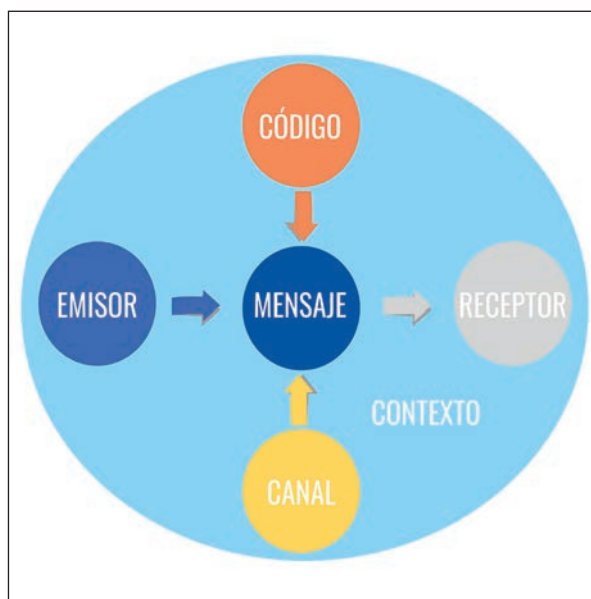 CÓDIGO
EMISOR
MENSAJE
RECEPTOR
CONTEXTO
CANAL